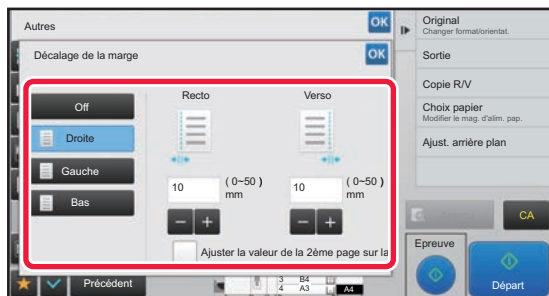 Autres
OK
Décalage de la marge
OK
Off
Droite
Gauche
Bas
Recto
Verso
10
( 0~50 )
mm
10
( 0~50 )
mm
Ajuster la valeur de la 2ème page sur la
Précédent
3 B4
4 A3
A4
Original
Changer format/orientat.
Sortie
Copie R/V
Choix papier
Modifier le mag. d'alim. pap.
Ajust. arrière plan
CA
Epreuve
Départ